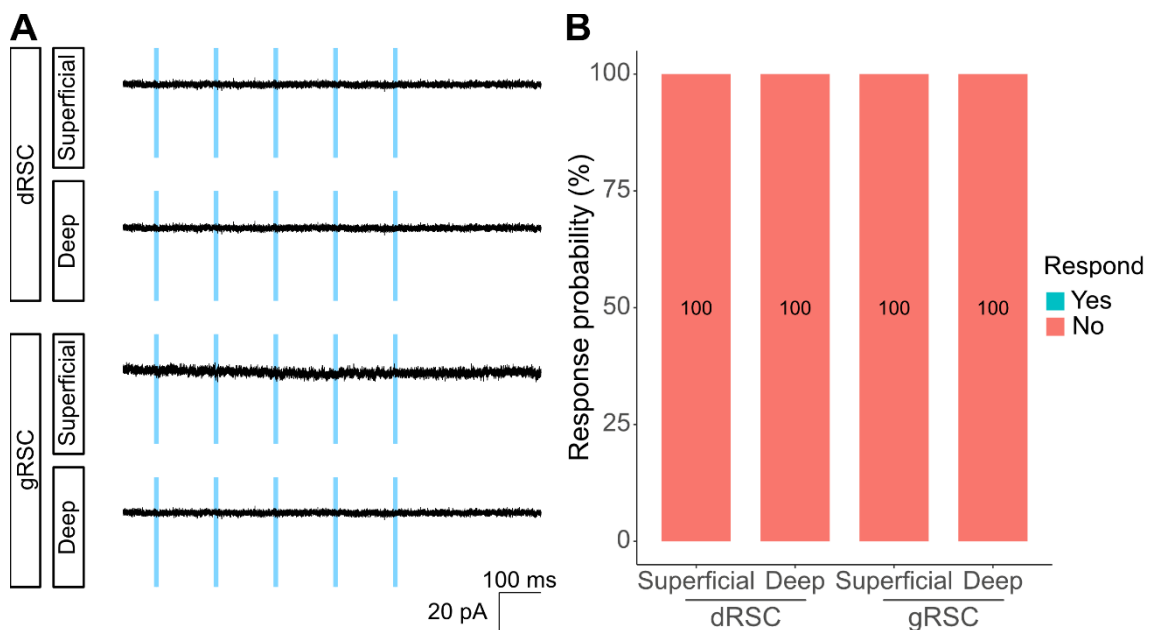 A
dRSC
Superficial
Deep
gRSC
Superficial
Deep
100 ms
20 pA
B
Response probability (%)
100
75
50
25
0
100
100
100
100
Superficial
Deep
Superficial
Deep
dRSC
gRSC
Respond
Yes
No